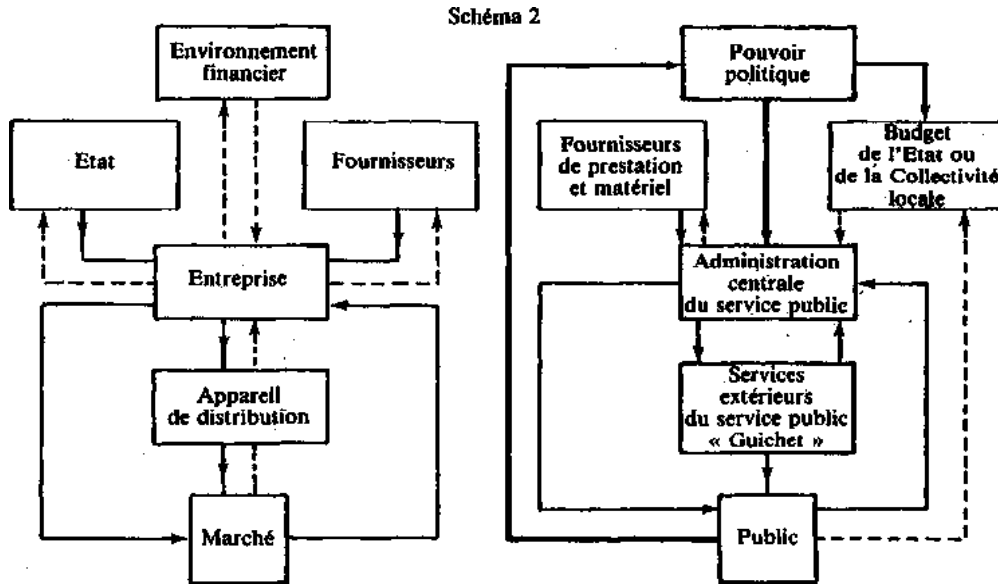 Schéma 2
Environnement
financier
Etat
Fournisseurs
Entreprise
Appareil
de distribution
Marché
Pouvoir
politique
Fournisseurs
de prestation
et matériel
Budget
de l'Etat ou
de la Collectivité
locale
Administration
centrale
du service public
Services
extérieurs
du service public
« Guichet »
Public